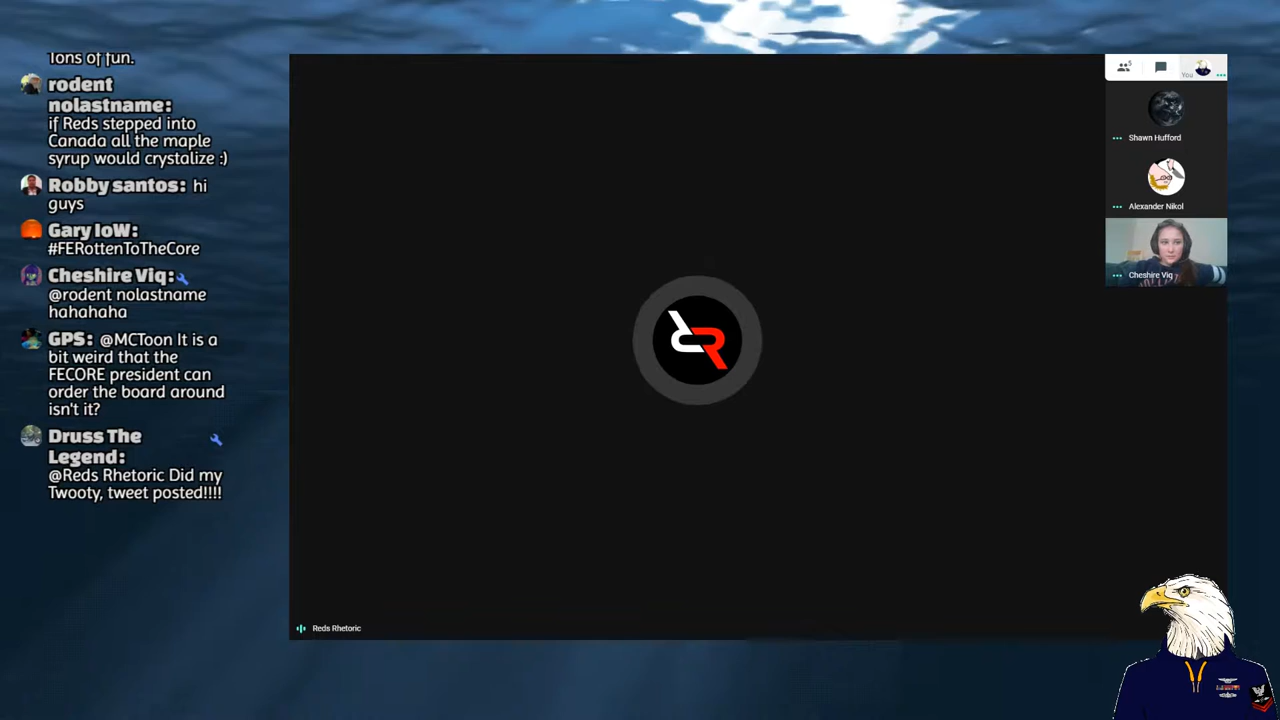 Tons of fun.
rodent
nolastname:
if Reds stepped into
Canada all the maple
syrup would crystalize :)
Robby santos: hi
guys
Gary IoW:
#FERottenToTheCore
Cheshire Viq:
@rodent nolastname
hahahaha
GPS: @MCToon It is a
bit weird that the
FECORE president can
order the board around
isn't it?
Druss The
Legend:
@Reds Rhetoric Did my
Twooty, tweet posted!!!!
Reds Rhetoric
5
You
Shawn Hufford
Alexander Nikol
Cheshire Viq